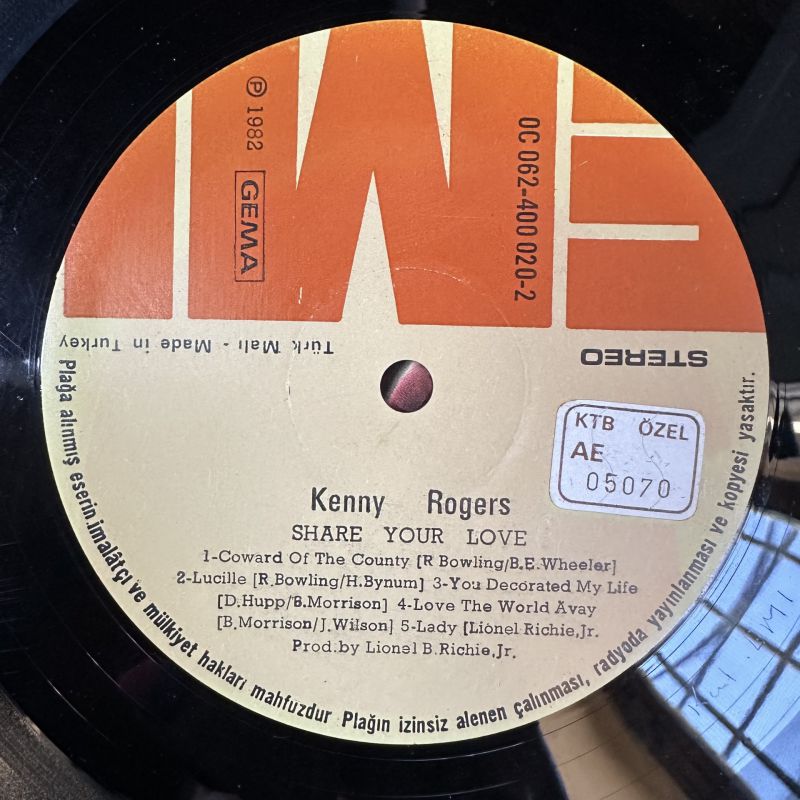 EMI
℗ 1982
GEMA
OC 062-400 020-2
Türk Malı - Made in Turkey
STEREO
KTB ÖZEL
AE
05070
Kenny Rogers
SHARE YOUR LOVE
1-Coward Of The County [R Bowling/B.E.Wheeler]
2-Lucille [R.Bowling/H.Bynum] 3-You Decorated My Life
[D.Hupp/B.Morrison] 4-Love The World Avay
[B.Morrison/J.Wilson] 5-Lady [Lionel Richie,Jr.
Prod.by Lionel B.Richie,Jr.
Plağa alınmış eserin.imalâtçı ve mülkiyet hakları mahfuzdur Plağın izinsiz alenen çalınması, radyoda yayınlanması ve kopyesi yasaktır.